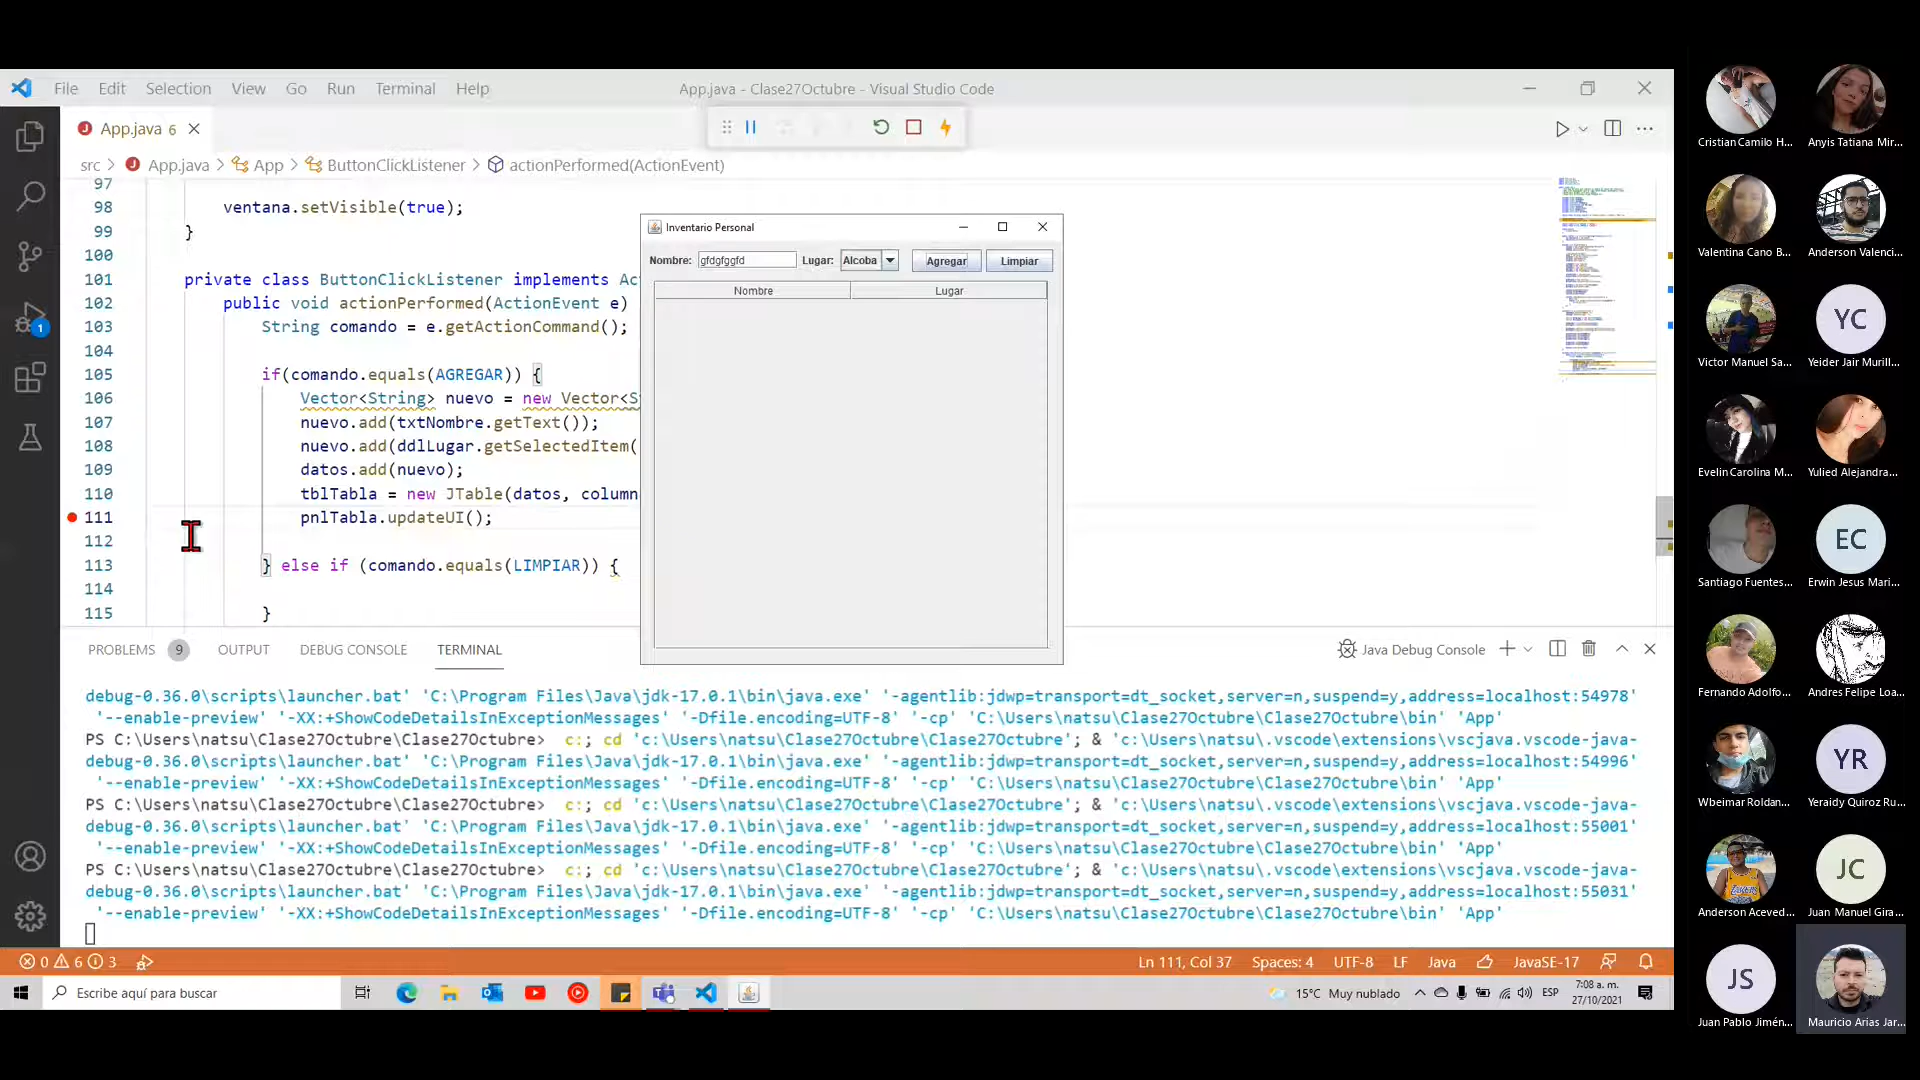 File Edit Selection View Go Run Terminal Help
App.java - Clase27Octubre - Visual Studio Code
App.java 6
src > App.java > App > ButtonClickListener > actionPerformed(ActionEvent)
97
98 ventana.setVisible(true);
99 }
100
101 private class ButtonClickListener implements Ac
102 public void actionPerformed(ActionEvent e)
103 String comando = e.getActionCommand();
104
105 if(comando.equals(AGREGAR)) {
106 Vector<String> nuevo = new Vector<S
107 nuevo.add(txtNombre.getText());
108 nuevo.add(ddlLugar.getSelectedItem(
109 datos.add(nuevo);
110 tblTabla = new JTable(datos, column
111 pnlTabla.updateUI();
112
113 } else if (comando.equals(LIMPIAR)) {
114
115 }
Inventario Personal
Nombre: gfdgfggfd Lugar: Alcoba Agregar Limpiar
Nombre Lugar
1
PROBLEMS 9 OUTPUT DEBUG CONSOLE TERMINAL
Java Debug Console
debug-0.36.0\scripts\launcher.bat' 'C:\Program Files\Java\jdk-17.0.1\bin\java.exe' '-agentlib:jdwp=transport=dt_socket,server=n,suspend=y,address=localhost:54978'
'--enable-preview' '-XX:+ShowCodeDetailsInExceptionMessages' '-Dfile.encoding=UTF-8' '-cp' 'C:\Users\natsu\Clase27Octubre\Clase27Octubre\bin' 'App'
PS C:\Users\natsu\Clase27Octubre\Clase27Octubre> c:; cd 'c:\Users\natsu\Clase27Octubre\Clase27Octubre'; & 'c:\Users\natsu\.vscode\extensions\vscjava.vscode-java-
debug-0.36.0\scripts\launcher.bat' 'C:\Program Files\Java\jdk-17.0.1\bin\java.exe' '-agentlib:jdwp=transport=dt_socket,server=n,suspend=y,address=localhost:54996'
'--enable-preview' '-XX:+ShowCodeDetailsInExceptionMessages' '-Dfile.encoding=UTF-8' '-cp' 'C:\Users\natsu\Clase27Octubre\Clase27Octubre\bin' 'App'
PS C:\Users\natsu\Clase27Octubre\Clase27Octubre> c:; cd 'c:\Users\natsu\Clase27Octubre\Clase27Octubre'; & 'c:\Users\natsu\.vscode\extensions\vscjava.vscode-java-
debug-0.36.0\scripts\launcher.bat' 'C:\Program Files\Java\jdk-17.0.1\bin\java.exe' '-agentlib:jdwp=transport=dt_socket,server=n,suspend=y,address=localhost:55001'
'--enable-preview' '-XX:+ShowCodeDetailsInExceptionMessages' '-Dfile.encoding=UTF-8' '-cp' 'C:\Users\natsu\Clase27Octubre\Clase27Octubre\bin' 'App'
PS C:\Users\natsu\Clase27Octubre\Clase27Octubre> c:; cd 'c:\Users\natsu\Clase27Octubre\Clase27Octubre'; & 'c:\Users\natsu\.vscode\extensions\vscjava.vscode-java-
debug-0.36.0\scripts\launcher.bat' 'C:\Program Files\Java\jdk-17.0.1\bin\java.exe' '-agentlib:jdwp=transport=dt_socket,server=n,suspend=y,address=localhost:55031'
'--enable-preview' '-XX:+ShowCodeDetailsInExceptionMessages' '-Dfile.encoding=UTF-8' '-cp' 'C:\Users\natsu\Clase27Octubre\Clase27Octubre\bin' 'App'
0 6 3
Ln 111, Col 37 Spaces: 4 UTF-8 LF Java JavaSE-17
Escribe aquí para buscar
15°C Muy nublado ESP
7:08 a. m.
27/10/2021
Cristian Camilo H... Anyis Tatiana Mir...
Valentina Cano B... Anderson Valenci...
YC
Victor Manuel Sa... Yeider Jair Murill...
Evelin Carolina M... Yulied Alejandra...
EC
Santiago Fuentes... Erwin Jesus Mari...
Fernando Adolfo... Andres Felipe Loa...
YR
Wbeimar Roldan... Yeraidy Quiroz Ru...
JC
Anderson Aceved... Juan Manuel Gira...
JS
Juan Pablo Jimén... Mauricio Arias Jar...